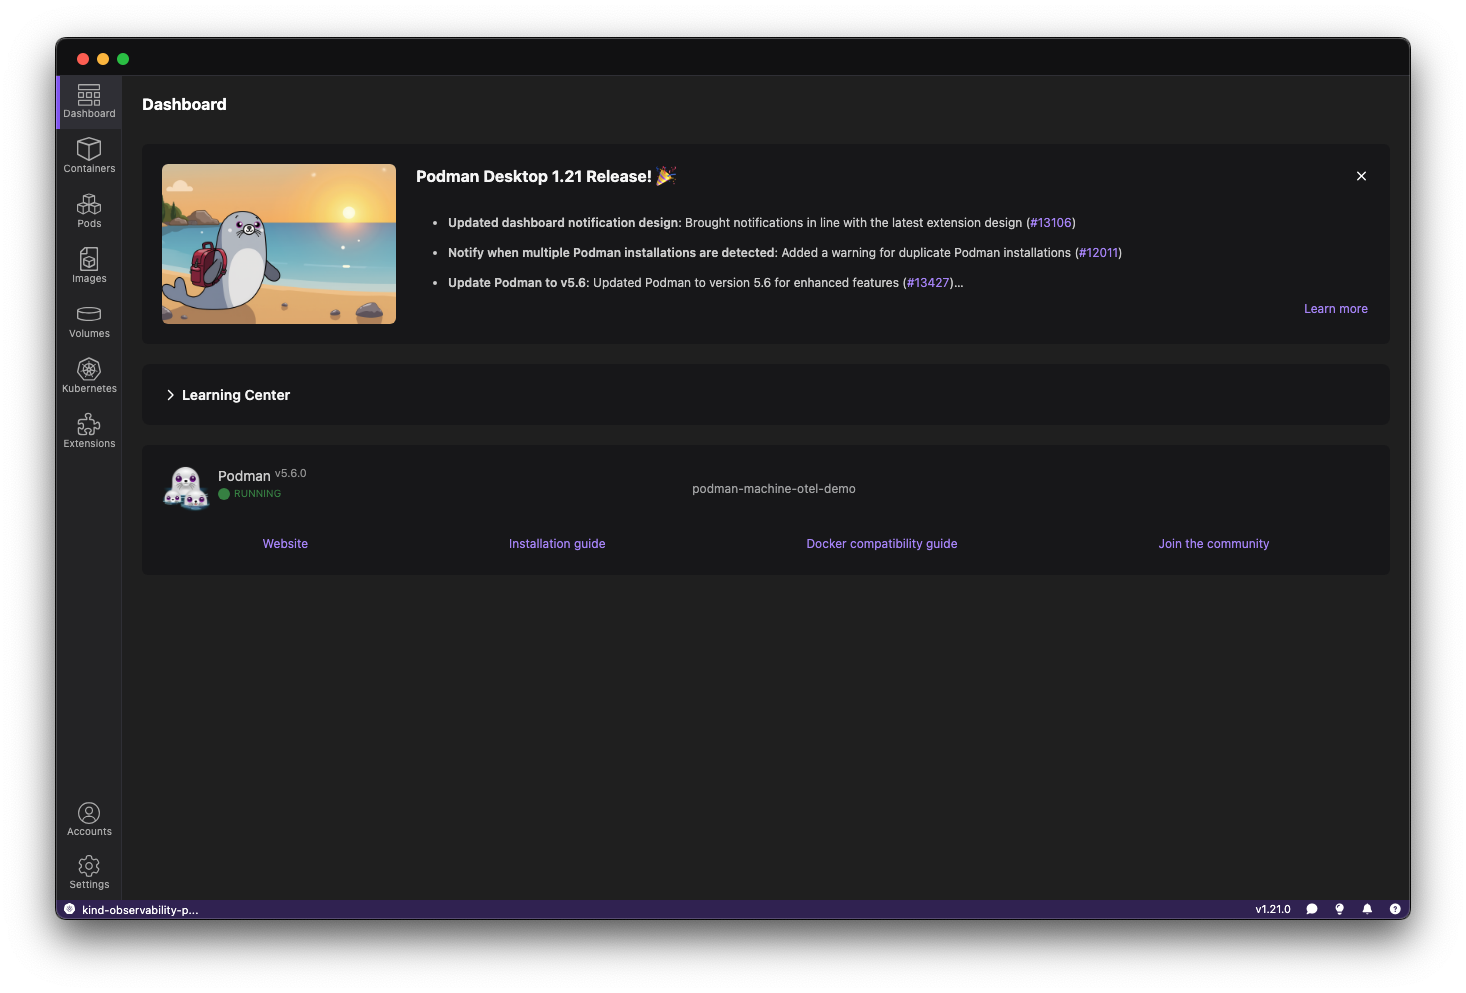 Dashboard
Dashboard
Containers
Pods
Images
Volumes
Kubernetes
Extensions
Accounts
Settings
Podman Desktop 1.21 Release! 🎉
Updated dashboard notification design: Brought notifications in line with the latest extension design (#13106)
Notify when multiple Podman installations are detected: Added a warning for duplicate Podman installations (#12011)
Update Podman to v5.6: Updated Podman to version 5.6 for enhanced features (#13427)...
Learn more
Learning Center
Podman v5.6.0
RUNNING
podman-machine-otel-demo
Website Installation guide Docker compatibility guide Join the community
kind-observability-p... v1.21.0